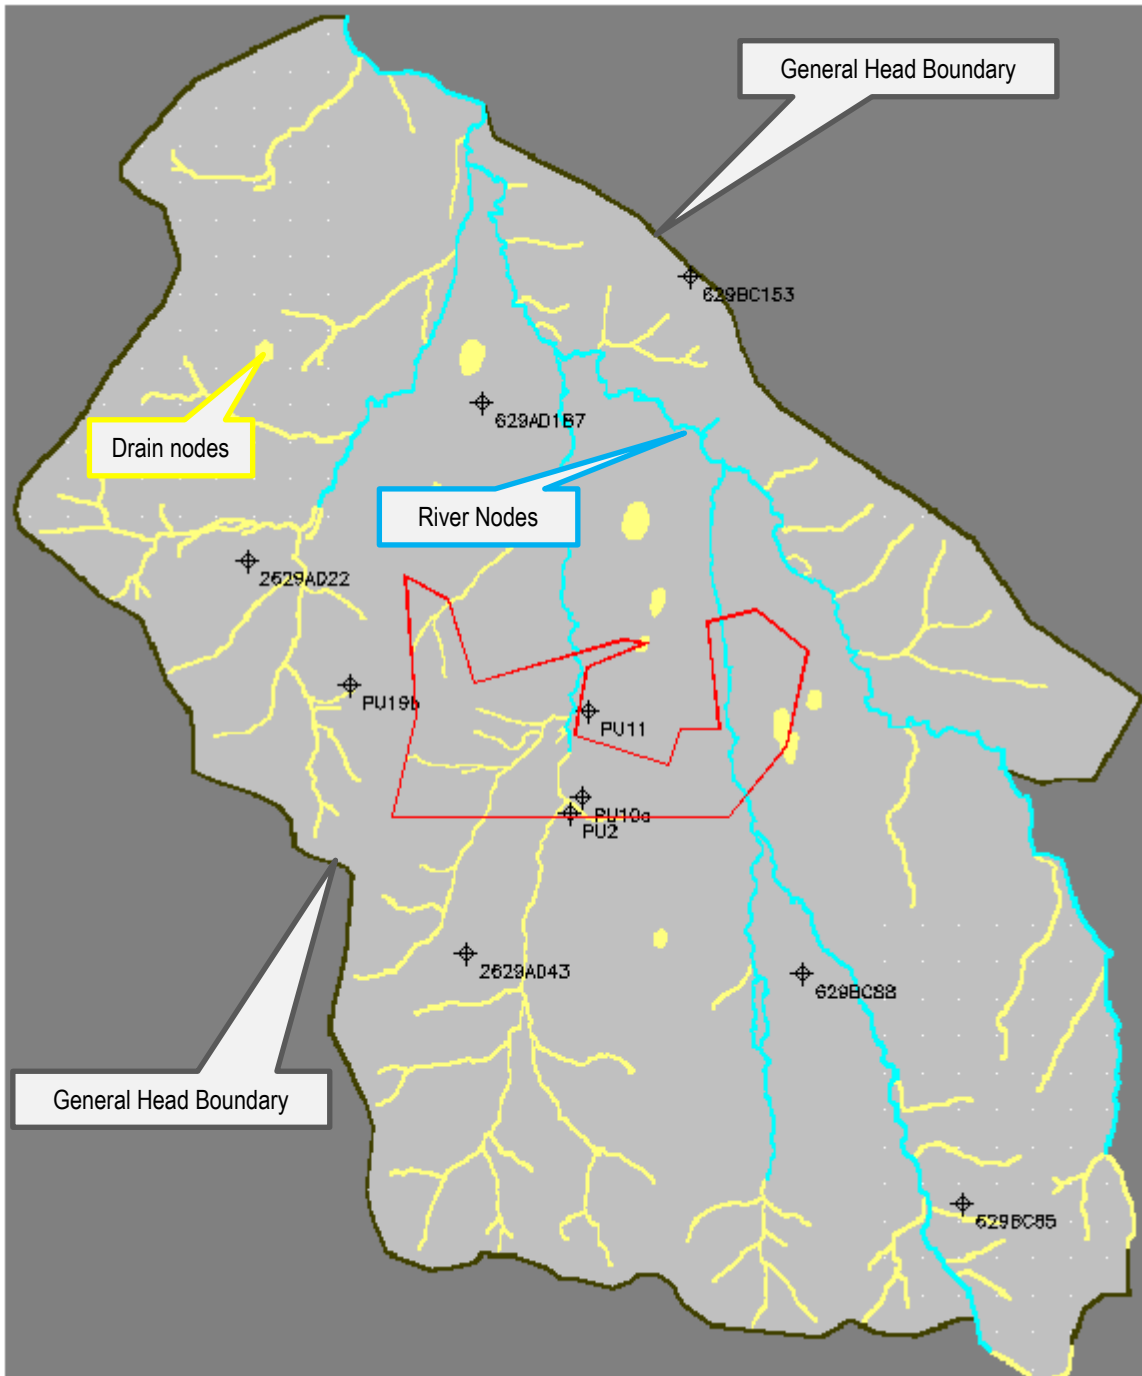 General Head Boundary
629BC153
629AD1B7
Drain nodes
River Nodes
2629AD22
PU19b
PU11
PU10a
PU2
2629AD43
629BC88
General Head Boundary
629BC85